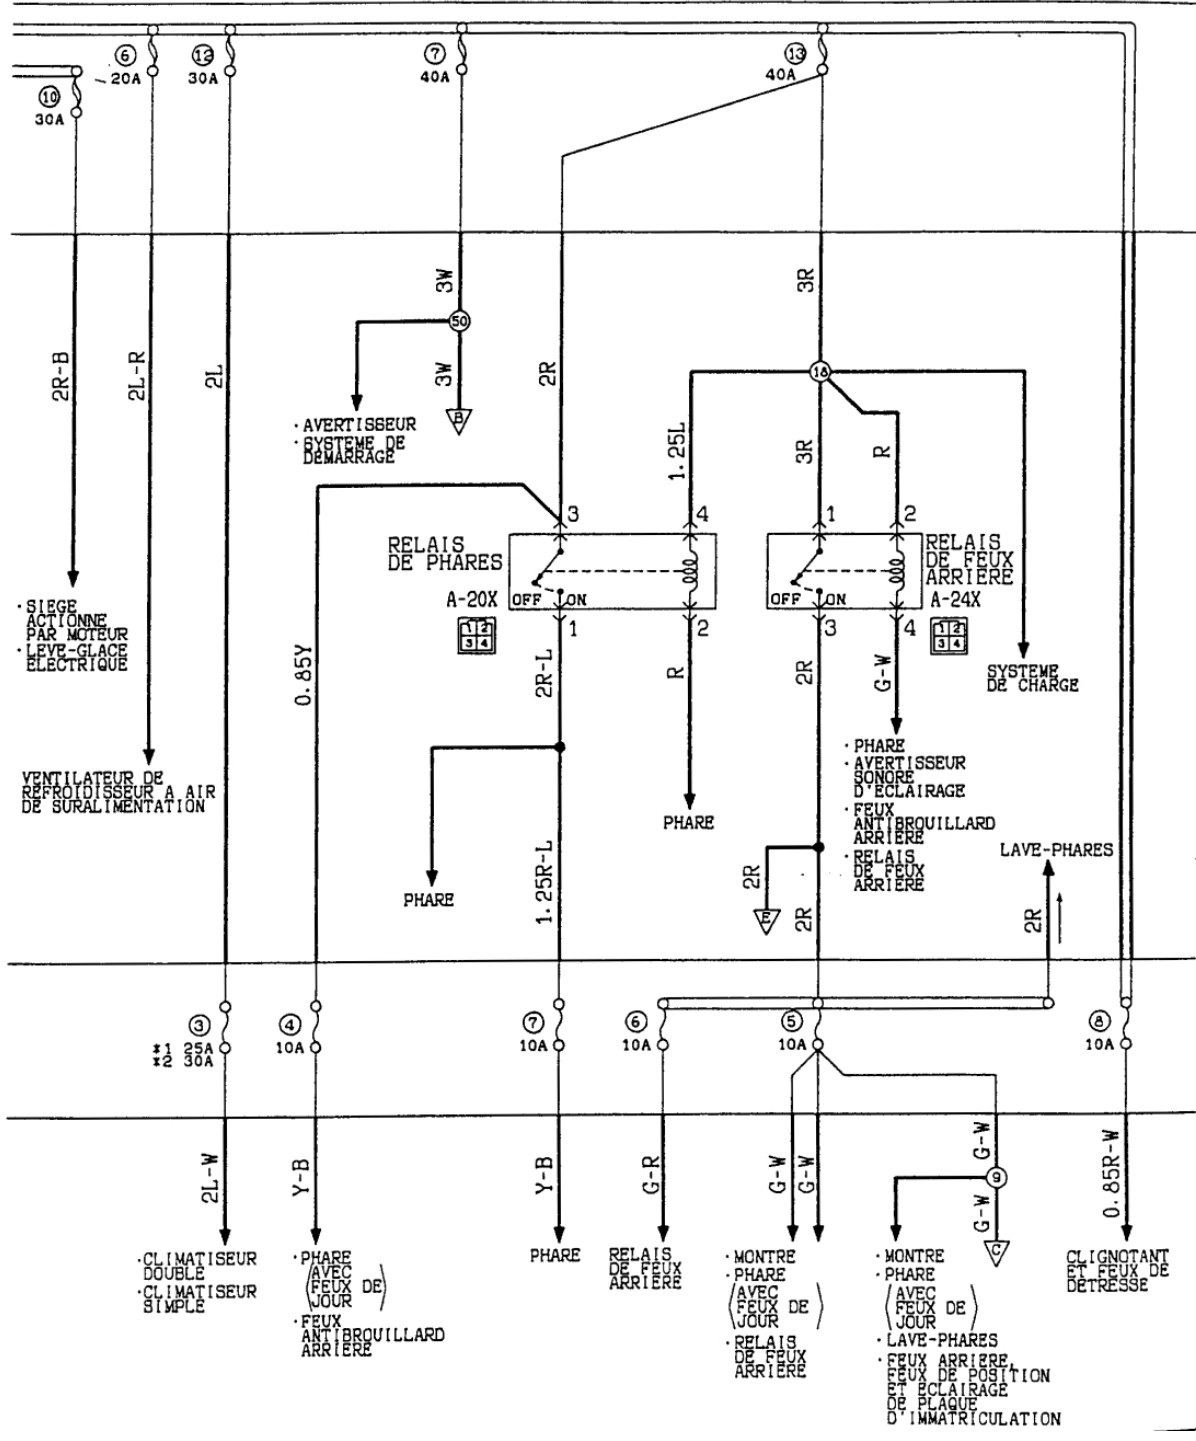 ⑥
20A
⑫
30A
⑦
40A
⑬
40A
⑩
30A
2R-B
2L-R
2L
3W
50
3W
B
2R
3R
18
1.25L
3R
R
· AVERTISSEUR
· SYSTEME DE
DEMARRAGE
RELAIS
DE PHARES
A-20X
1 2
3 4
3
4
OFF
ON
1
2
1
2
OFF
ON
3
4
RELAIS
DE FEUX
ARRIERE
A-24X
1 2
3 4
· SIEGE
ACTIONNE
PAR MOTEUR
· LEVE-GLACE
ELECTRIQUE
0.85Y
2R-L
R
2R
G-W
SYSTEME
DE CHARGE
VENTILATEUR DE
REFROIDISSEUR A AIR
DE SURALIMENTATION
PHARE
PHARE
· PHARE
· AVERTISSEUR
SONORE
D'ECLAIRAGE
· FEUX
ANTIBROUILLARD
ARRIERE
· RELAIS
DE FEUX
ARRIERE
LAVE-PHARES
1.25R-L
2R
E
2R
2R
③
*1 25A
*2 30A
④
10A
⑦
10A
⑥
10A
⑤
10A
⑧
10A
2L-W
Y-B
Y-B
G-R
G-W
G-W
G-W
9
G-W
C
0.85R-W
· CLIMATISEUR
DOUBLE
· CLIMATISEUR
SIMPLE
· PHARE
(AVEC
FEUX DE
JOUR)
· FEUX
ANTIBROUILLARD
ARRIERE
PHARE
RELAIS
DE FEUX
ARRIERE
· MONTRE
· PHARE
(AVEC
FEUX DE
JOUR)
· RELAIS
DE FEUX
ARRIERE
· MONTRE
· PHARE
(AVEC
FEUX DE
JOUR)
· LAVE-PHARES
· FEUX ARRIERE,
FEUX DE POSITION
ET ECLAIRAGE
DE PLAQUE
D'IMMATRICULATION
CLIGNOTANT
ET FEUX DE
DETRESSE